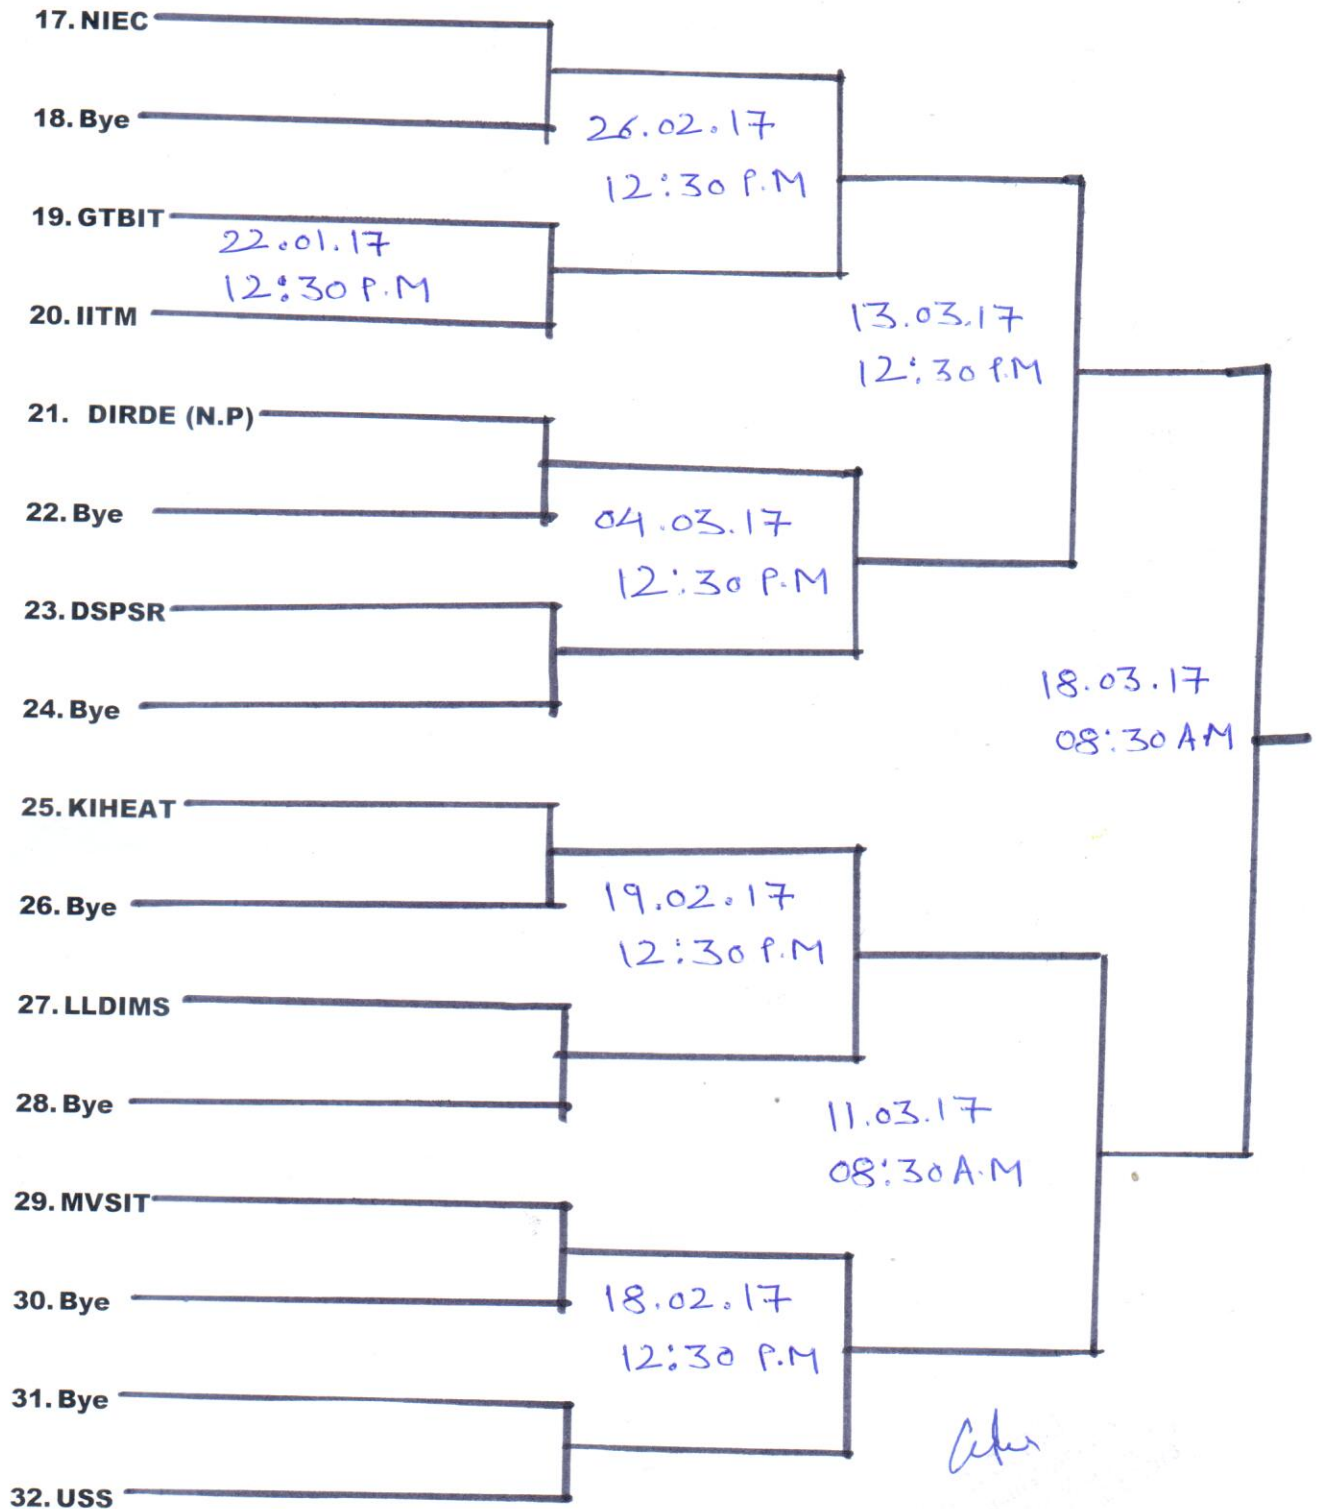 17. NIEC
18. Bye
26.02.17
12:30 P.M
19. GTBIT
22.01.17
12:30 P.M
20. IITM
13.03.17
12:30 P.M
21. DIRDE (N.P)
22. Bye
04.03.17
12:30 P.M
23. DSPSR
18.03.17
08:30 AM
24. Bye
25. KIHEAT
26. Bye
19.02.17
12:30 P.M
27. LLDIMS
28. Bye
11.03.17
08:30 A.M
29. MVSIT
30. Bye
18.02.17
12:30 P.M
31. Bye
32. USS